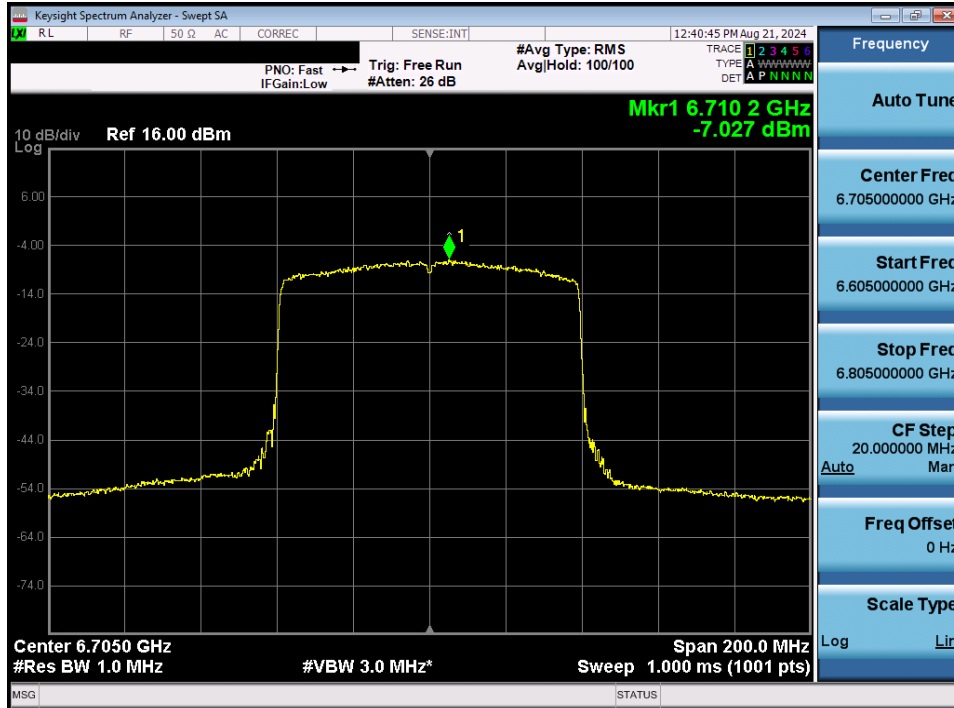 Keysight Spectrum Analyzer - Swept SA
LXI RL RF 50 Ω AC CORREC SENSE:INT 12:40:45 PM Aug 21, 2024
PNO: Fast
IFGain:Low
Trig: Free Run
#Atten: 26 dB
#Avg Type: RMS
Avg|Hold: 100/100
TRACE 1 2 3 4 5 6
TYPE A WWWWW
DET A P N N N N
Mkr1 6.710 2 GHz
-7.027 dBm
10 dB/div Ref 16.00 dBm
Log
1
6.00
-4.00
-14.0
-24.0
-34.0
-44.0
-54.0
-64.0
-74.0
Center 6.7050 GHz Span 200.0 MHz
#Res BW 1.0 MHz #VBW 3.0 MHz* Sweep 1.000 ms (1001 pts)
MSG STATUS
Frequency
Auto Tune
Center Freq
6.705000000 GHz
Start Freq
6.605000000 GHz
Stop Freq
6.805000000 GHz
CF Step
20.000000 MHz
Auto Man
Freq Offset
0 Hz
Scale Type
Log Lin